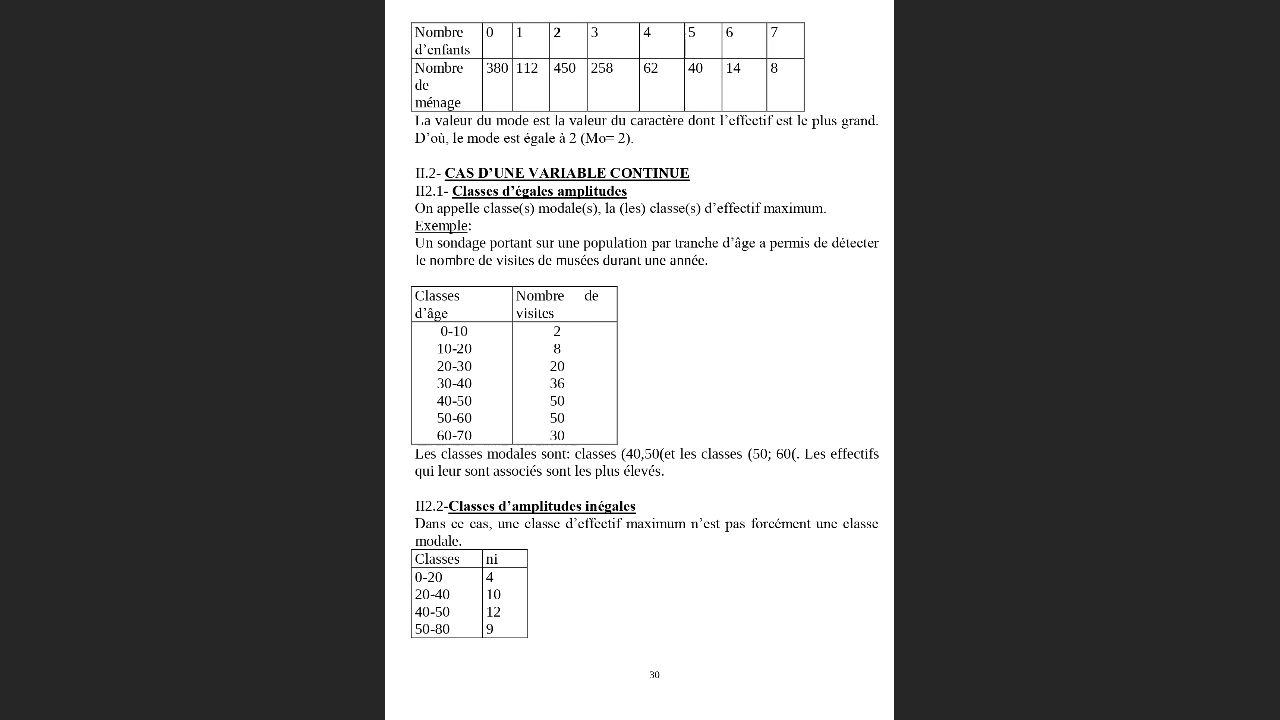 Nombre d'enfants 0 1 2 3 4 5 6 7
Nombre de ménage 380 112 450 258 62 40 14 8
La valeur du mode est la valeur du caractère dont l'effectif est le plus grand.
D'où, le mode est égale à 2 (Mo= 2).
II.2- CAS D'UNE VARIABLE CONTINUE
II2.1- Classes d'égales amplitudes
On appelle classe(s) modale(s), la (les) classe(s) d'effectif maximum.
Exemple:
Un sondage portant sur une population par tranche d'âge a permis de détecter
le nombre de visites de musées durant une année.
Classes d'âge Nombre de visites
0-10 2
10-20 8
20-30 20
30-40 36
40-50 50
50-60 50
60-70 30
Les classes modales sont: classes (40,50(et les classes (50; 60(. Les effectifs
qui leur sont associés sont les plus élevés.
II2.2-Classes d'amplitudes inégales
Dans ce cas, une classe d'effectif maximum n'est pas forcément une classe
modale.
Classes ni
0-20 4
20-40 10
40-50 12
50-80 9
30